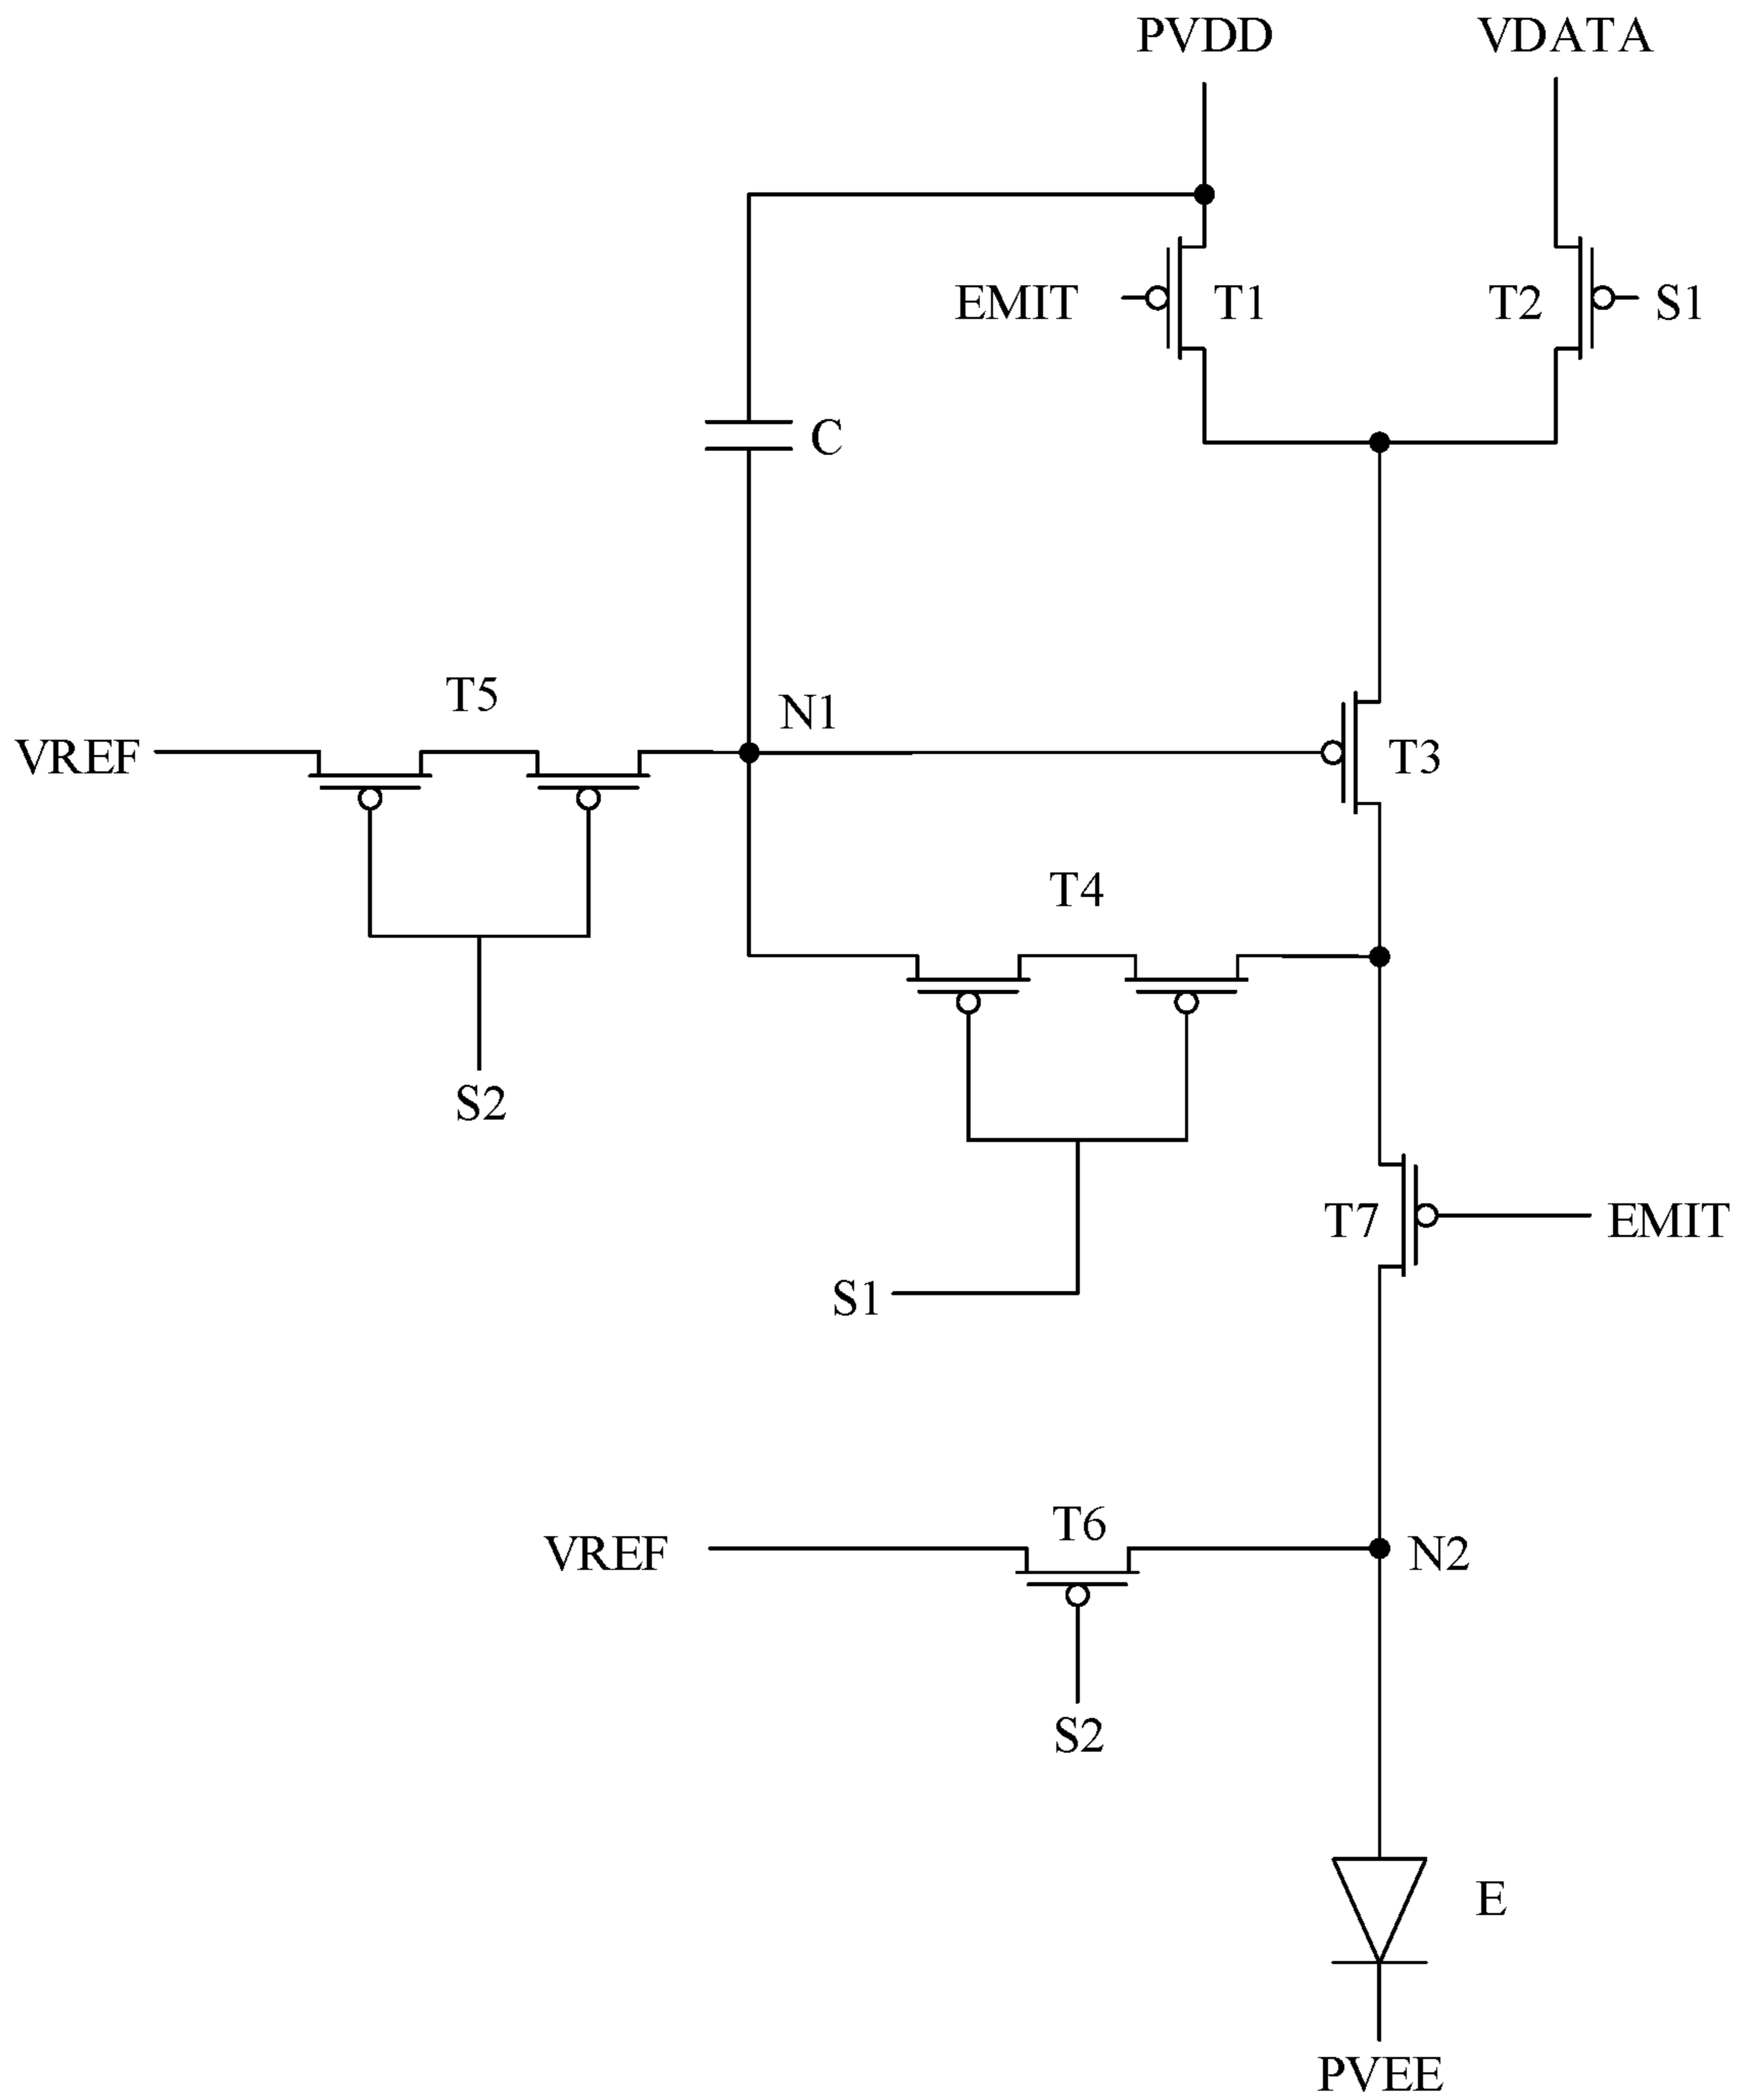 PVDD
VDATA
EMIT
T1
T2
S1
C
T5
N1
VREF
T3
T4
S2
T7
EMIT
S1
T6
VREF
N2
S2
E
PVEE